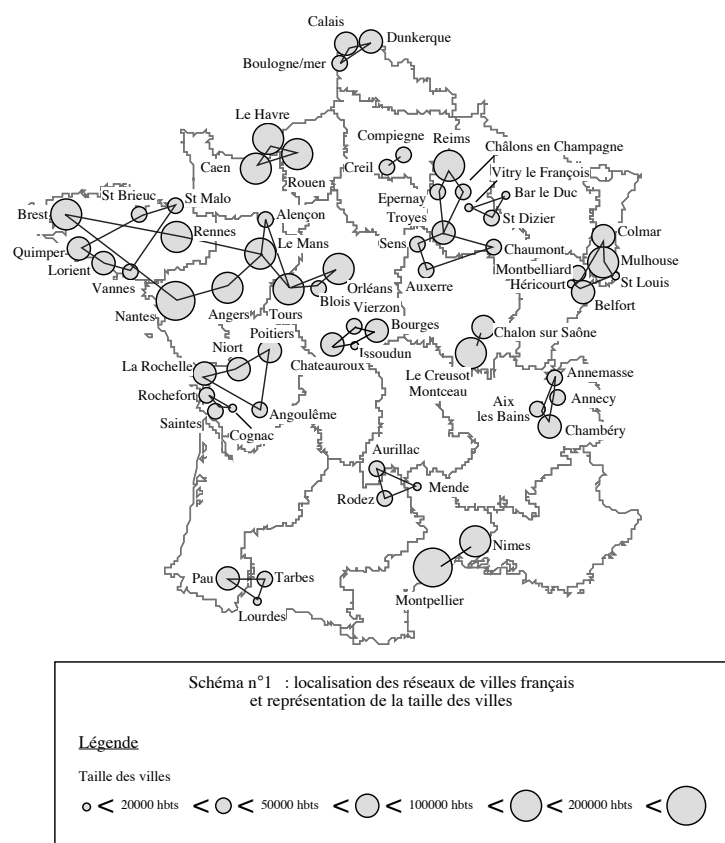 Calais
Dunkerque
Boulogne/mer
Le Havre
Compiegne
Reims
Châlons en Champagne
Creil
Caen
Rouen
Vitry le François
Bar le Duc
Epernay
St Brieuc
St Malo
Troyes
St Dizier
Brest
Alençon
Colmar
Rennes
Le Mans
Sens
Chaumont
Quimper
Mulhouse
Lorient
Montbelliard
Vannes
Auxerre
Héricourt
St Louis
Orléans
Blois
Nantes
Angers
Tours
Belfort
Vierzon
Poitiers
Bourges
Niort
Chalon sur Saône
Issoudun
La Rochelle
Chateauroux
Le Creusot
Montceau
Annemasse
Rochefort
Annecy
Aix
les Bains
Saintes
Angoulême
Cognac
Chambéry
Aurillac
Mende
Rodez
Nimes
Pau
Tarbes
Montpellier
Lourdes
Schéma n°1 : localisation des réseaux de villes français
et représentation de la taille des villes
Légende
Taille des villes
< 20000 hbts < < 50000 hbts < < 100000 hbts < < 200000 hbts <